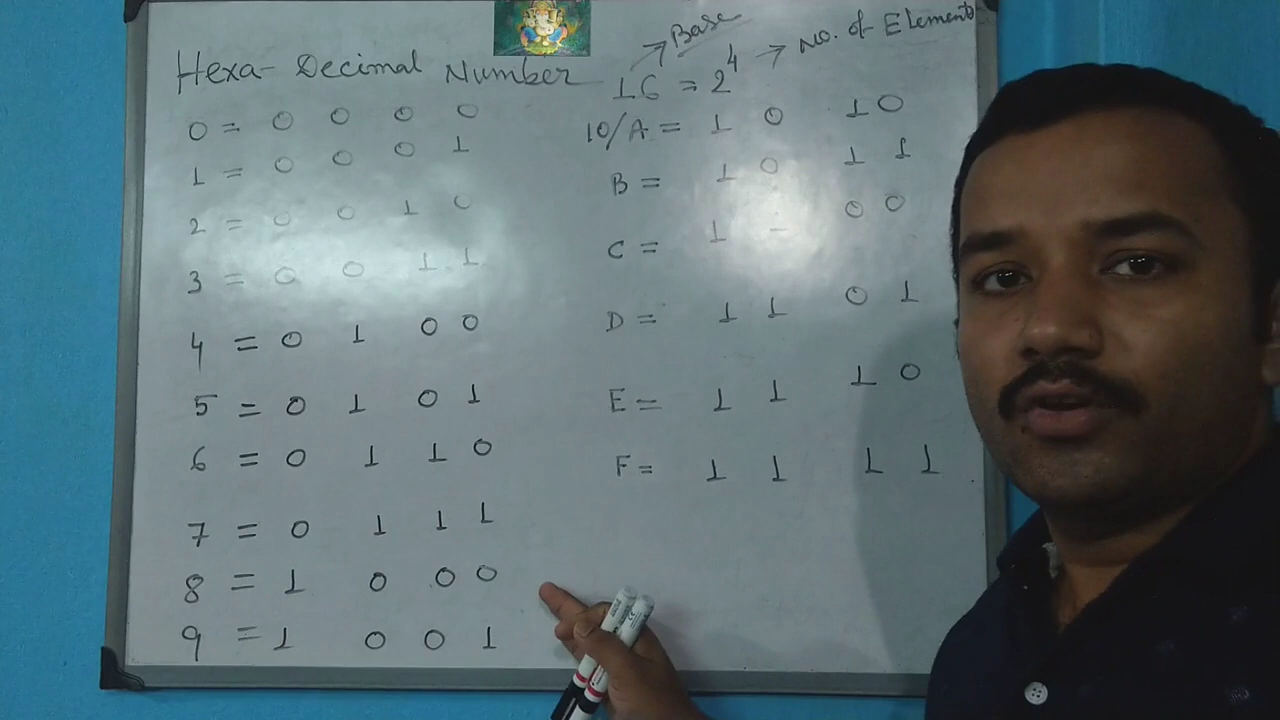 Hexa-Decimal Number
0 = 0 0 0 0
1 = 0 0 0 1
2 = 0 0 1 0
3 = 0 0 1 1
4 = 0 1 0 0
5 = 0 1 0 1
6 = 0 1 1 0
7 = 0 1 1 1
8 = 1 0 0 0
9 = 1 0 0 1
→ Base
16 = 2⁴ → No. of Elements
10/A = 1 0 1 0
B = 1 0 1 1
C = 1 0 0
D = 1 1 0 1
E = 1 1 1 0
F = 1 1 1 1